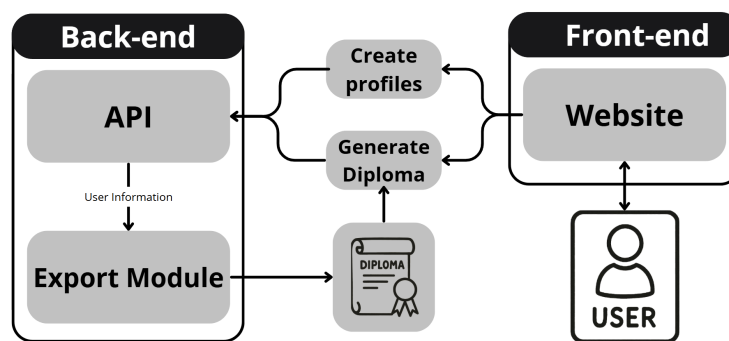 Back-end
API
User Information
Export Module
Create
profiles
Generate
Diploma
DIPLOMA
Front-end
Website
USER